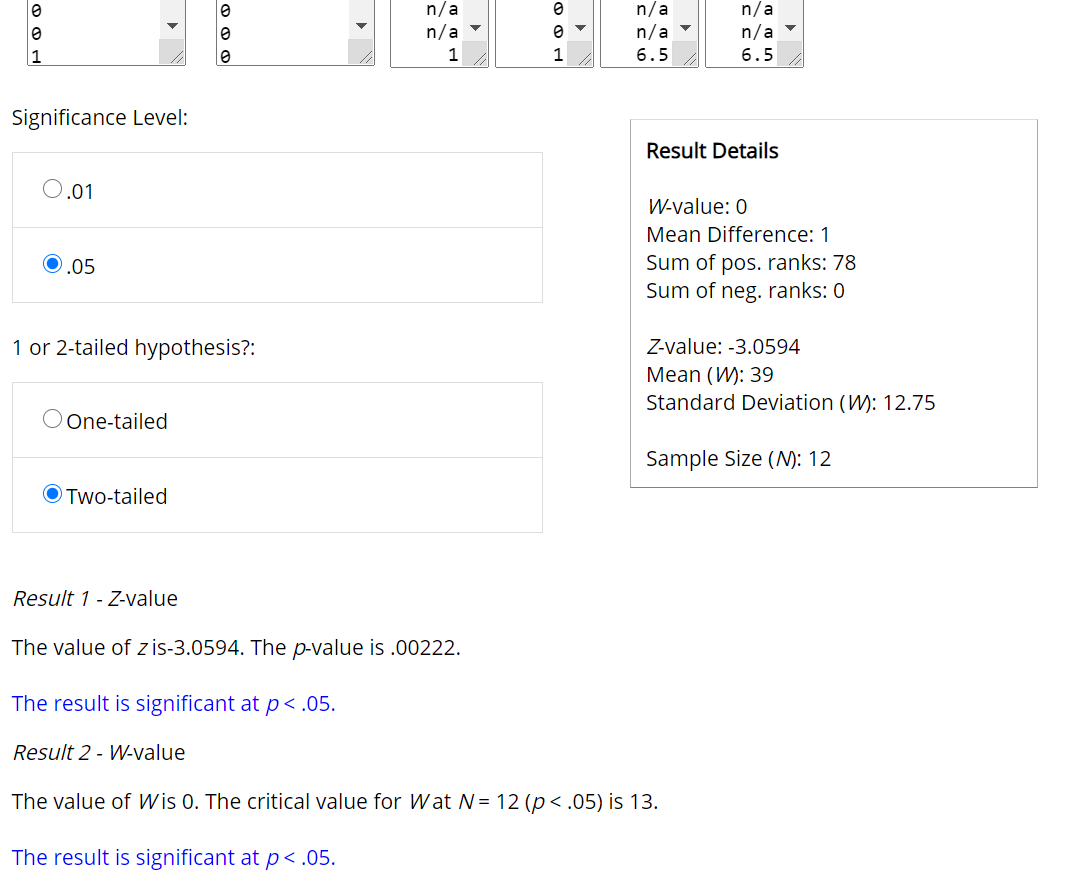 0 0 n/a 0 n/a n/a
0 0 n/a 0 n/a n/a
1 0 1 1 6.5 6.5
Significance Level:
.01
.05
1 or 2-tailed hypothesis?:
One-tailed
Two-tailed
Result Details
W-value: 0
Mean Difference: 1
Sum of pos. ranks: 78
Sum of neg. ranks: 0
Z-value: -3.0594
Mean (W): 39
Standard Deviation (W): 12.75
Sample Size (N): 12
Result 1 - Z-value
The value of z is-3.0594. The p-value is .00222.
The result is significant at p < .05.
Result 2 - W-value
The value of W is 0. The critical value for W at N = 12 (p < .05) is 13.
The result is significant at p < .05.